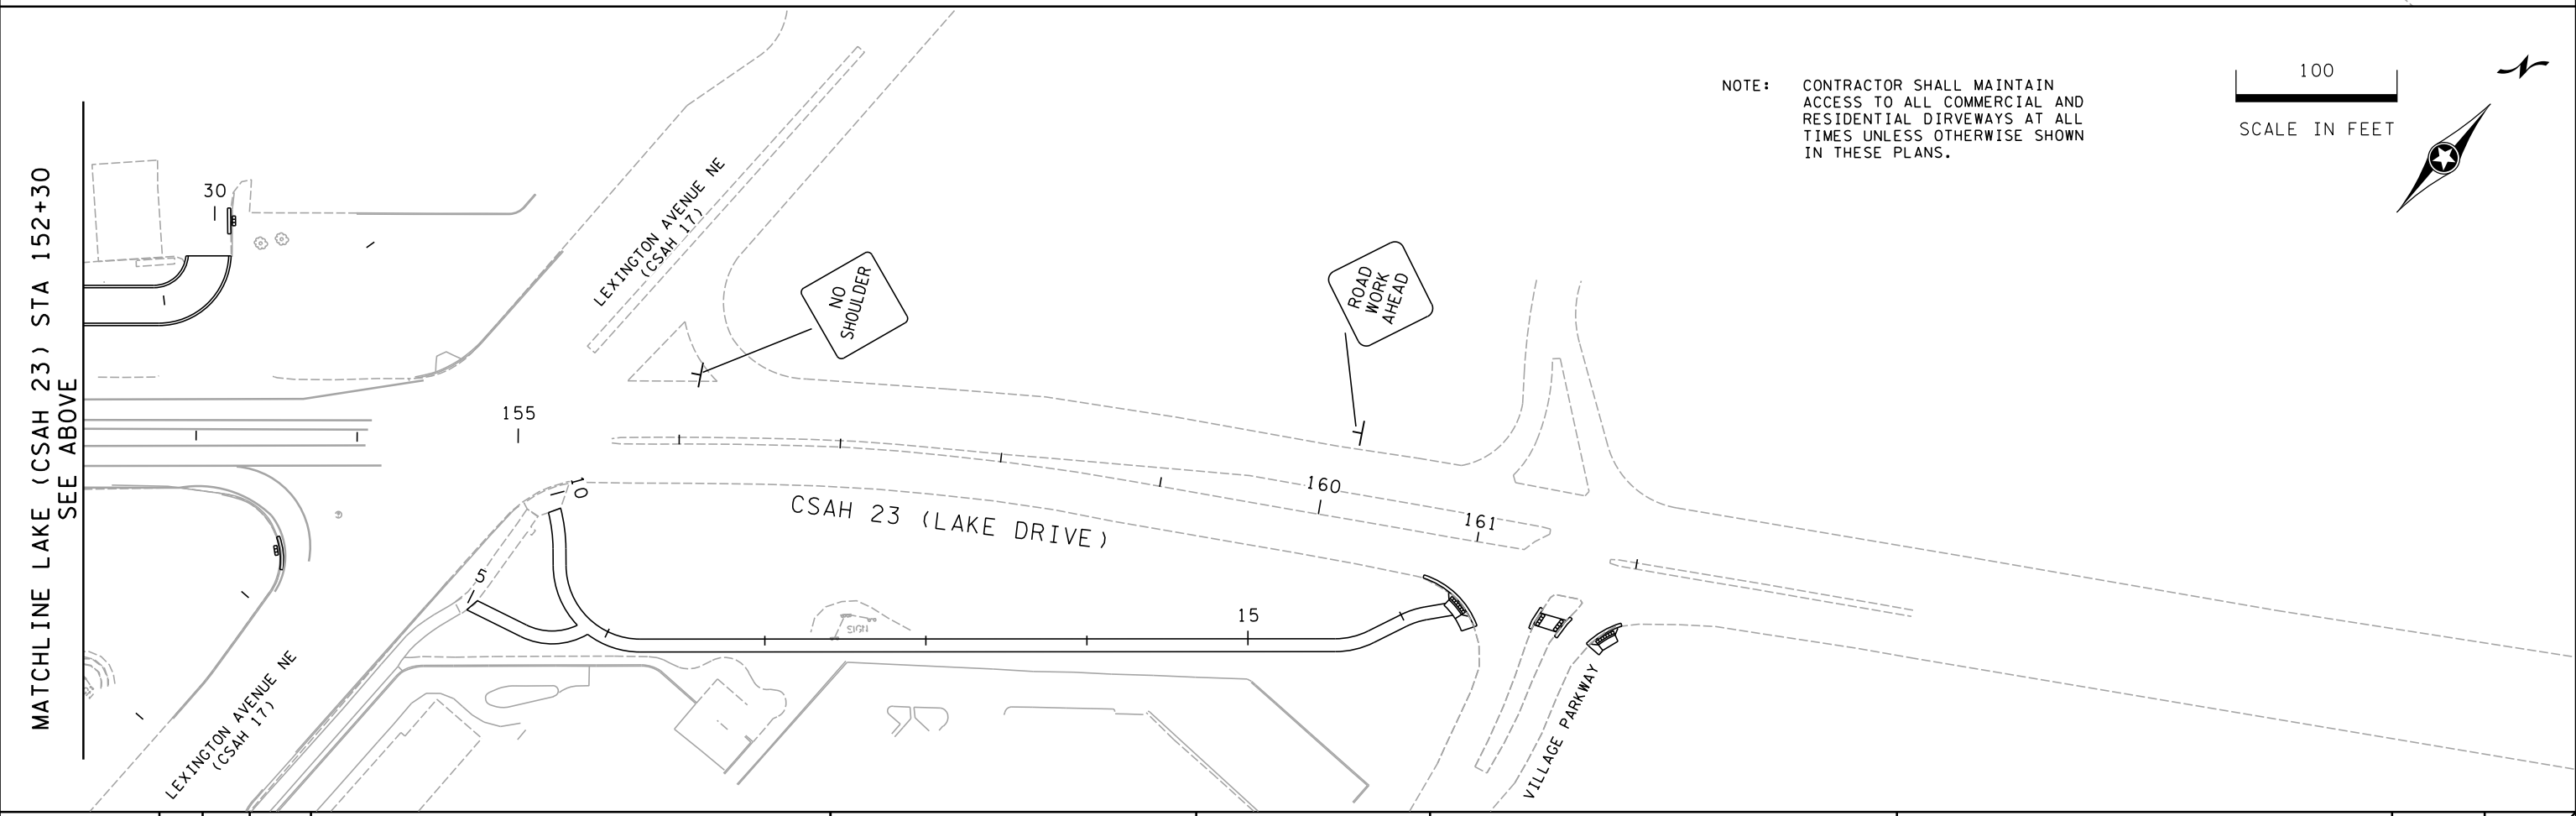 MATCHLINE LAKE (CSAH 23) STA 152+30
SEE ABOVE
30
LEXINGTON AVENUE NE
(CSAH 17)
NO
SHOULDER
ROAD
WORK
AHEAD
NOTE: CONTRACTOR SHALL MAINTAIN
ACCESS TO ALL COMMERCIAL AND
RESIDENTIAL DIRVEWAYS AT ALL
TIMES UNLESS OTHERWISE SHOWN
IN THESE PLANS.
100
SCALE IN FEET
N
155
10
CSAH 23 (LAKE DRIVE)
160
161
5
15
SIGN
LEXINGTON AVENUE NE
(CSAH 17)
VILLAGE PARKWAY